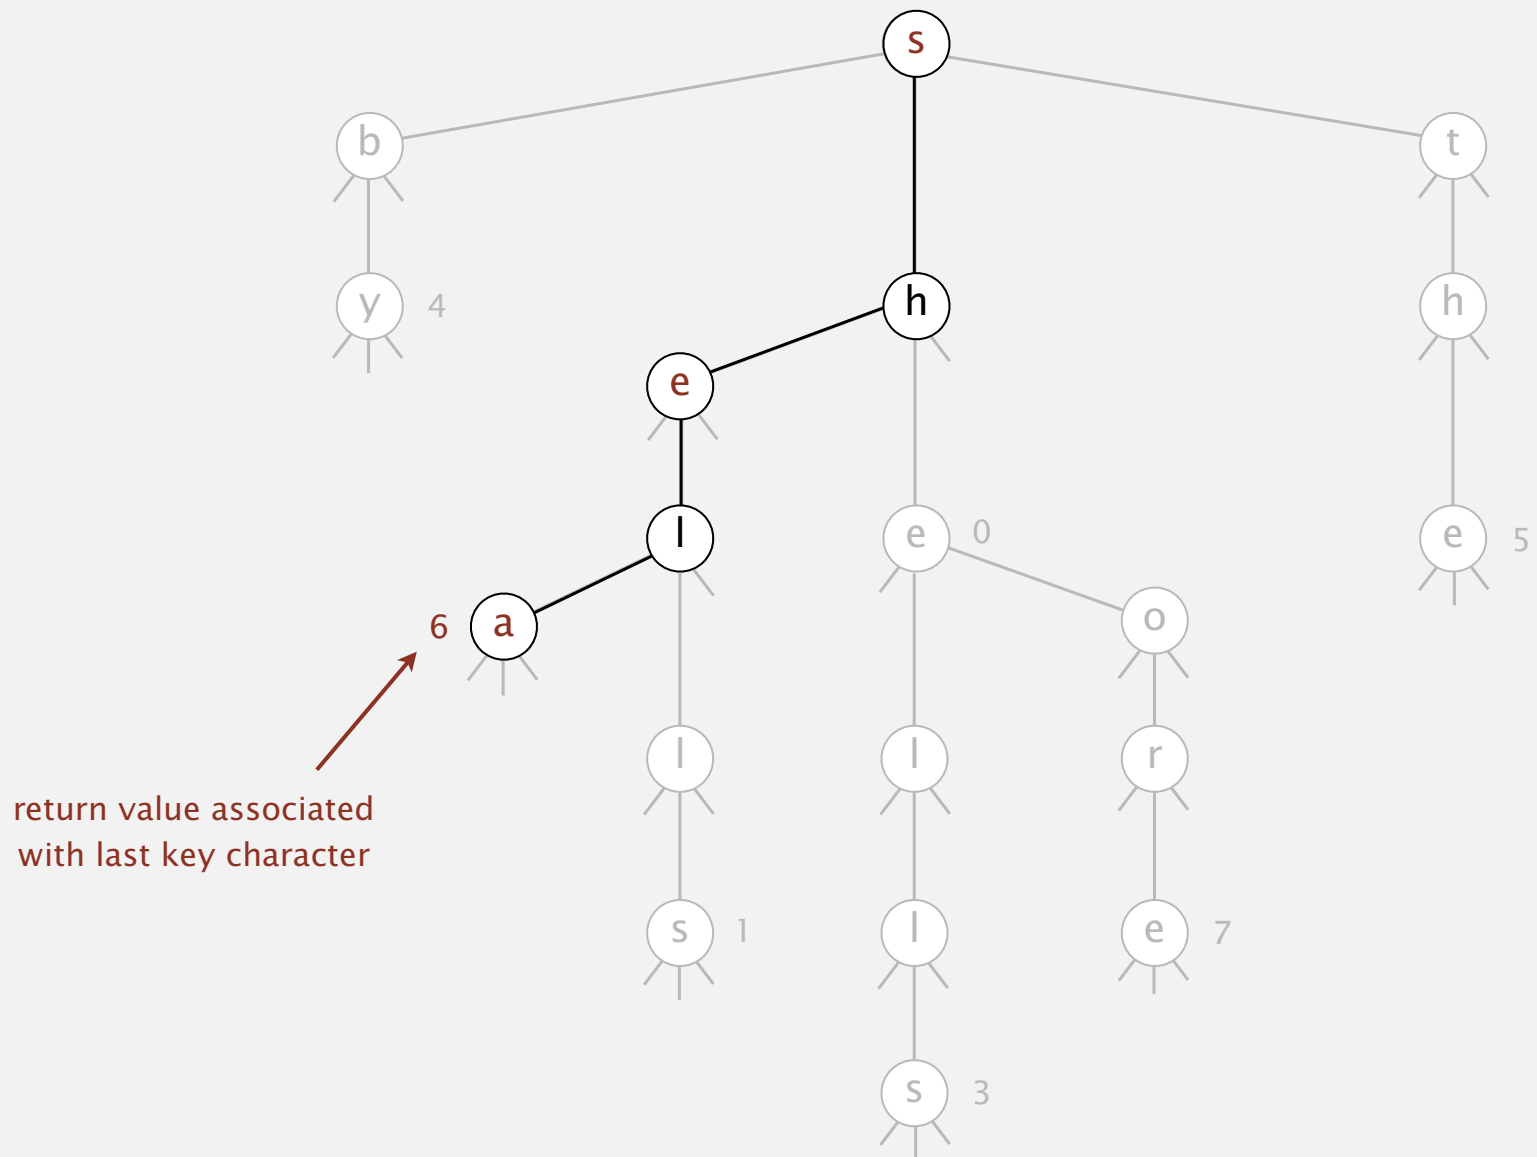 s
b
t
y 4
h
h
e
l
e 0
e 5
6 a
o
l
l
r
return value associated
with last key character
s 1
l
e 7
s 3